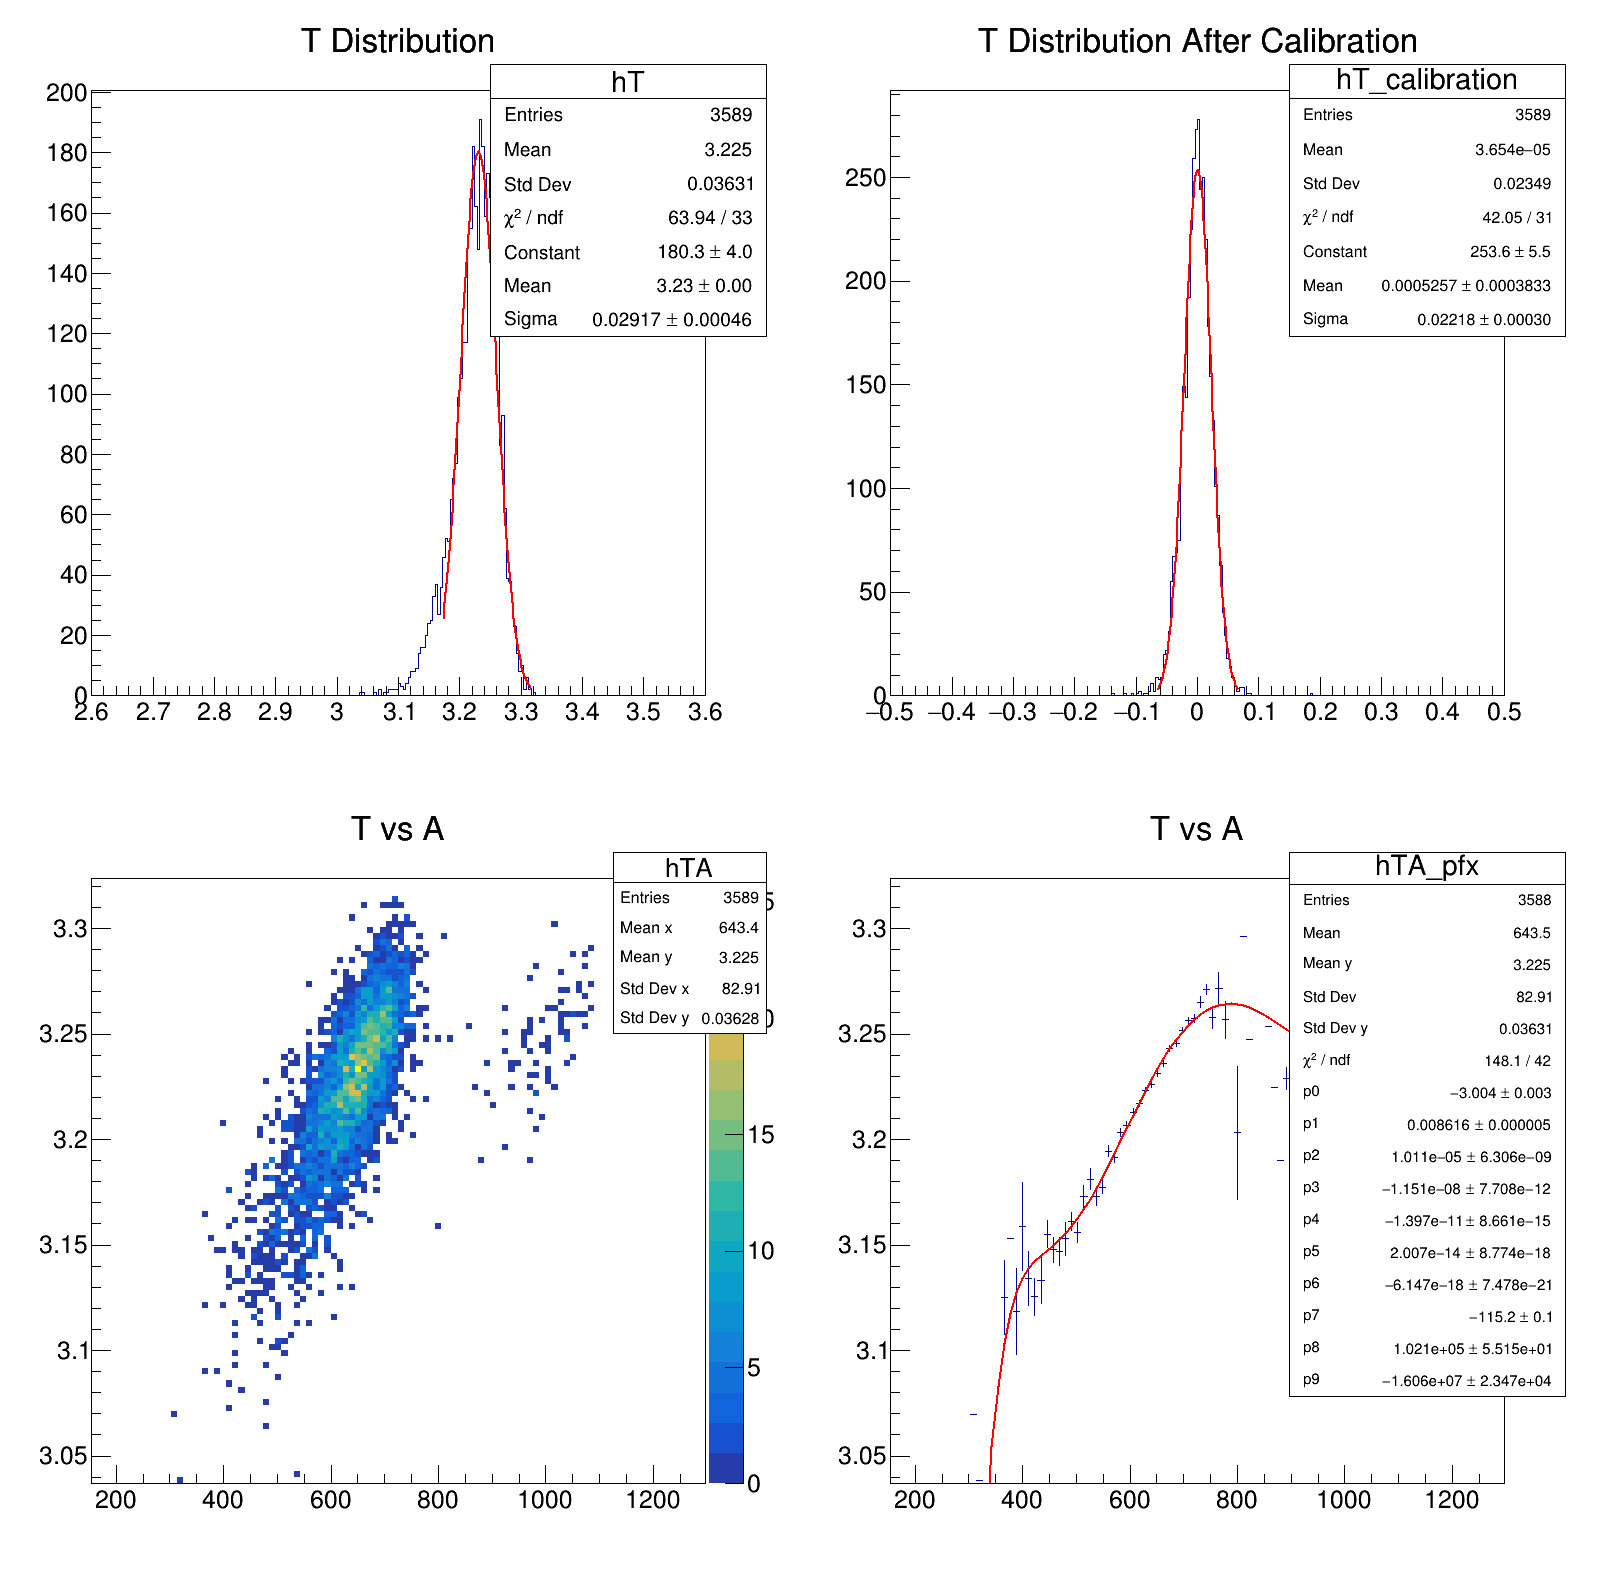 T Distribution
hT
Entries 3589
Mean 3.225
Std Dev 0.03631
χ² / ndf 63.94 / 33
Constant 180.3 ± 4.0
Mean 3.23 ± 0.00
Sigma 0.02917 ± 0.00046
200
180
160
140
120
100
80
60
40
20
0
2.6 2.7 2.8 2.9 3 3.1 3.2 3.3 3.4 3.5 3.6
T Distribution After Calibration
hT_calibration
Entries 3589
Mean 3.654e−05
Std Dev 0.02349
χ² / ndf 42.05 / 31
Constant 253.6 ± 5.5
Mean 0.0005257 ± 0.0003833
Sigma 0.02218 ± 0.00030
250
200
150
100
50
0
−0.5 −0.4 −0.3 −0.2 −0.1 0 0.1 0.2 0.3 0.4 0.5
T vs A
hTA
Entries 3589
Mean x 643.4
Mean y 3.225
Std Dev x 82.91
Std Dev y 0.03628
3.3
3.25
3.2
3.15
3.1
3.05
200 400 600 800 1000 1200
15
10
5
0
T vs A
hTA_pfx
Entries 3588
Mean 643.5
Mean y 3.225
Std Dev 82.91
Std Dev y 0.03631
χ² / ndf 148.1 / 42
p0 −3.004 ± 0.003
p1 0.008616 ± 0.000005
p2 1.011e−05 ± 6.306e−09
p3 −1.151e−08 ± 7.708e−12
p4 −1.397e−11 ± 8.661e−15
p5 2.007e−14 ± 8.774e−18
p6 −6.147e−18 ± 7.478e−21
p7 −115.2 ± 0.1
p8 1.021e+05 ± 5.515e+01
p9 −1.606e+07 ± 2.347e+04
3.3
3.25
3.2
3.15
3.1
3.05
200 400 600 800 1000 1200